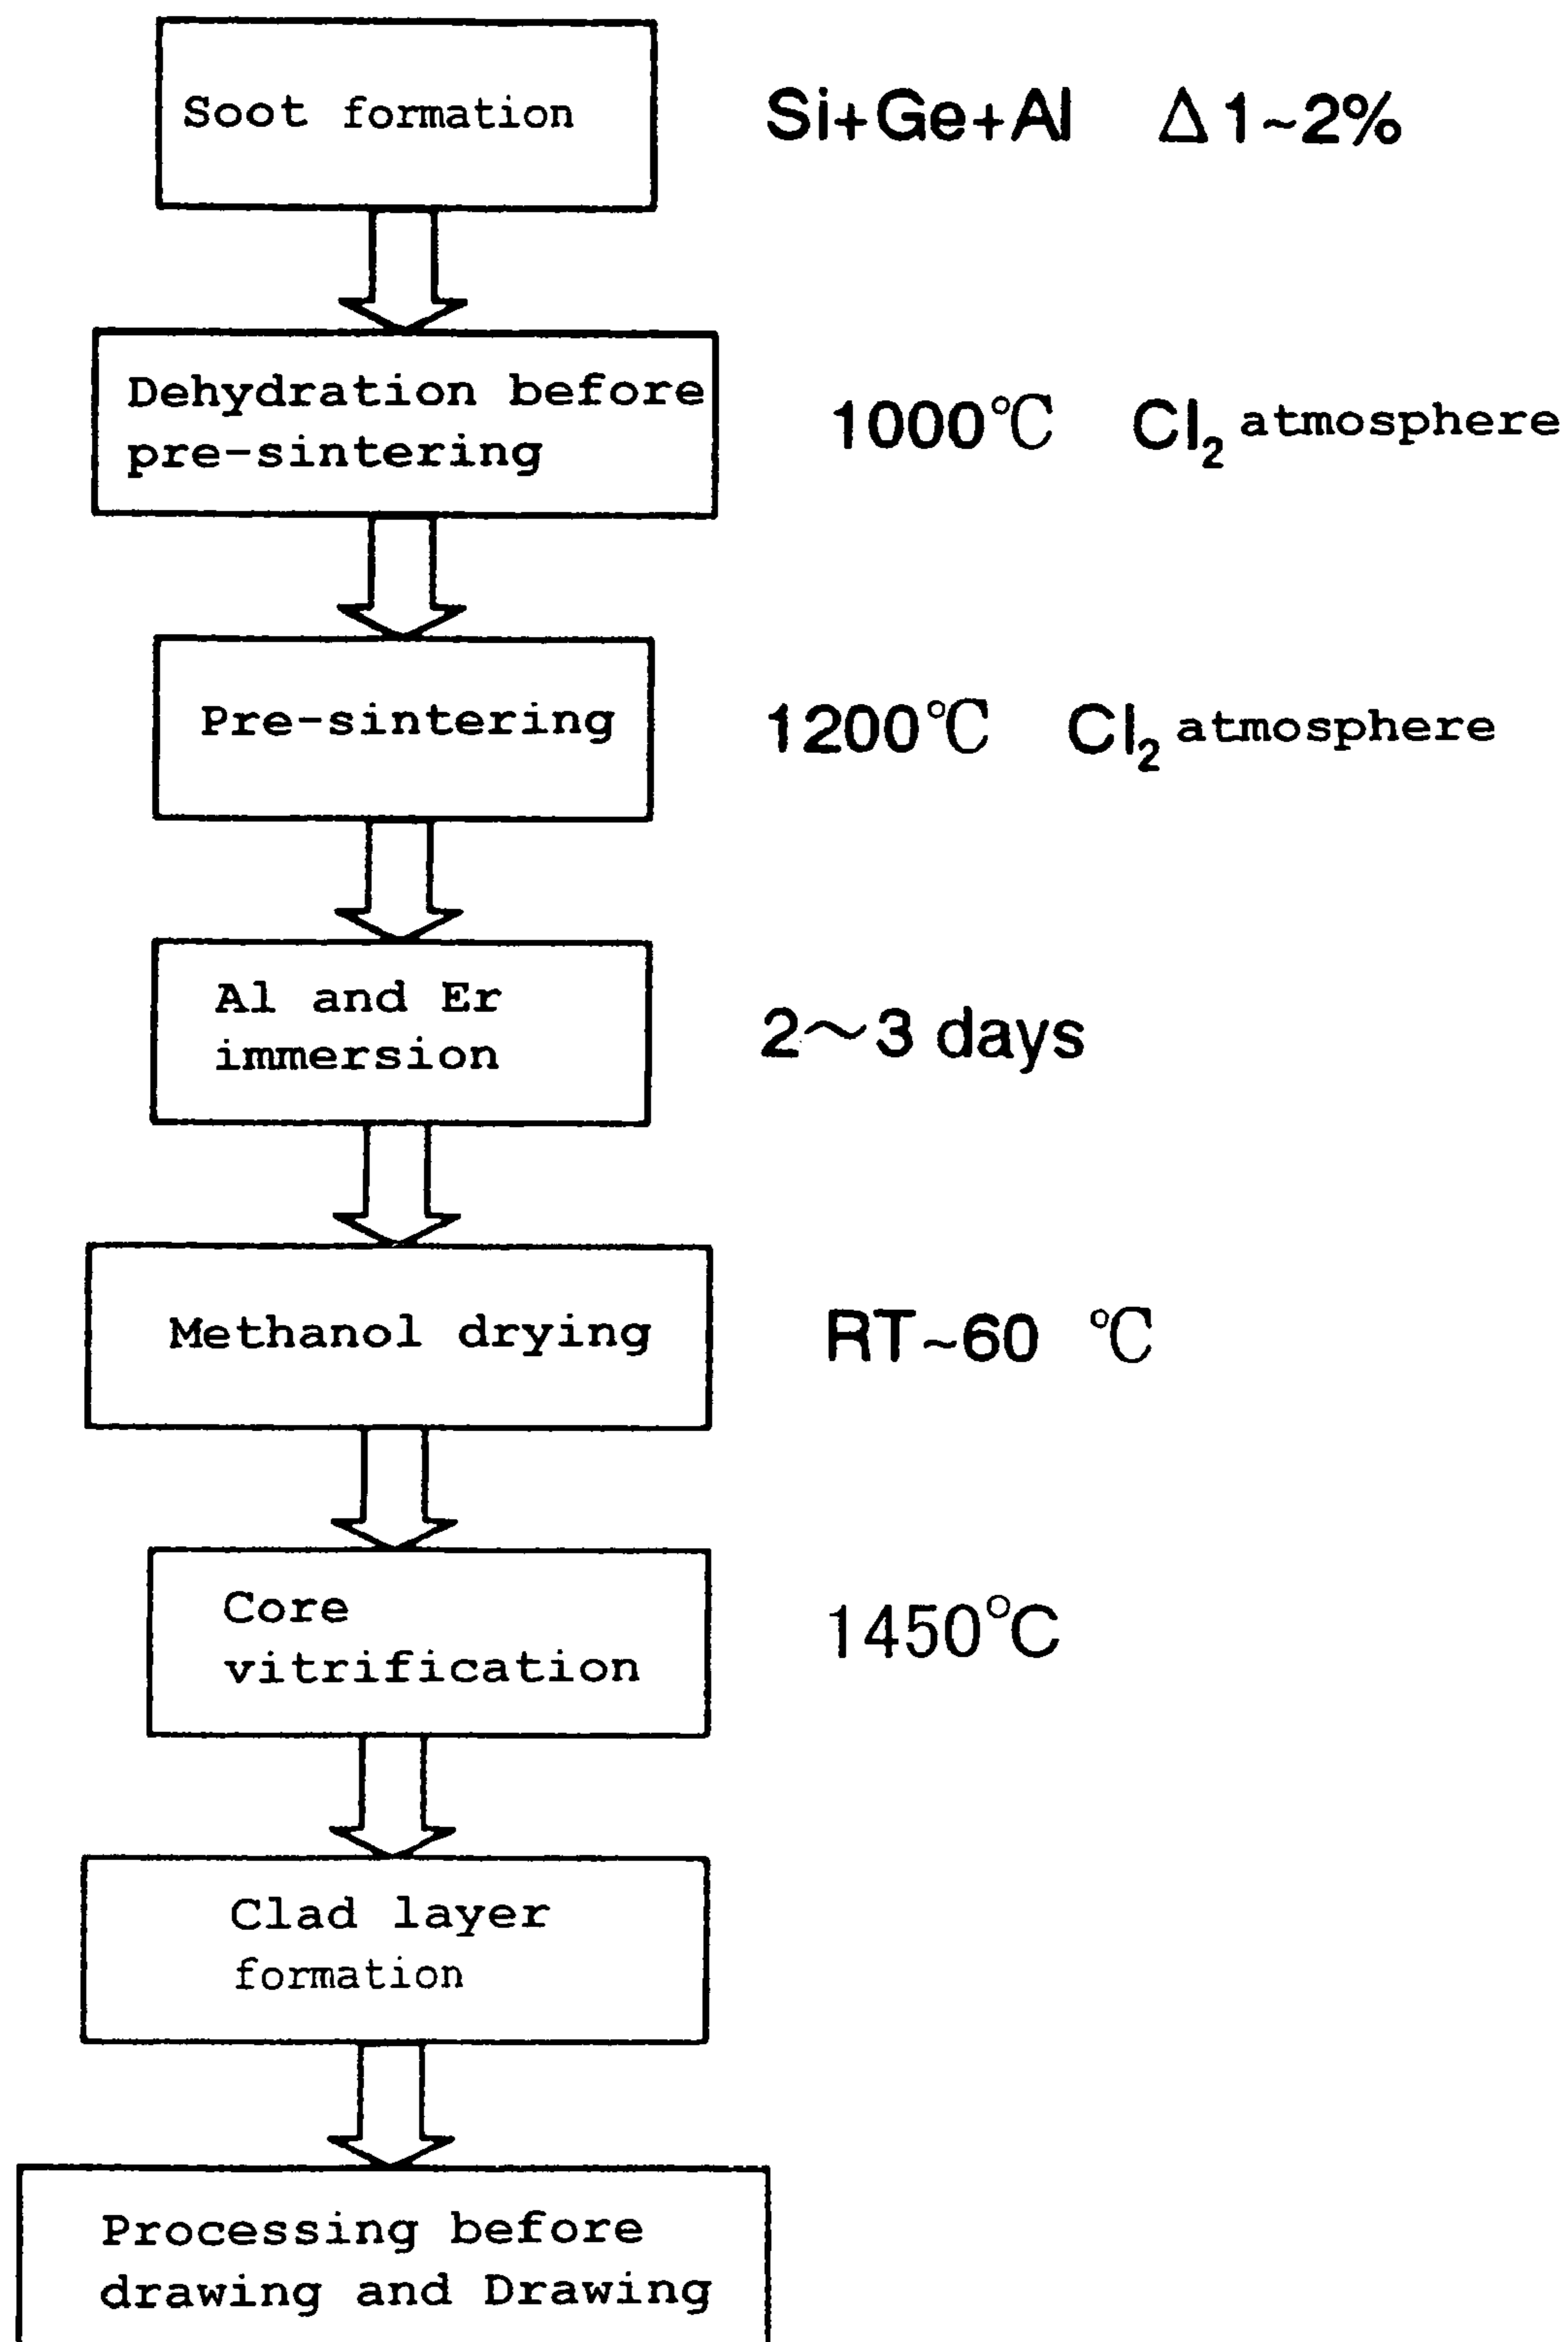 Soot formation Si+Ge+Al Δ1~2%
Dehydration before
pre-sintering
1000℃ Cl₂ atmosphere
Pre-sintering 1200℃ Cl₂ atmosphere
Al and Er
immersion
2～3 days
Methanol drying RT~60 ℃
Core
vitrification
1450°C
Clad layer
formation
Processing before
drawing and Drawing